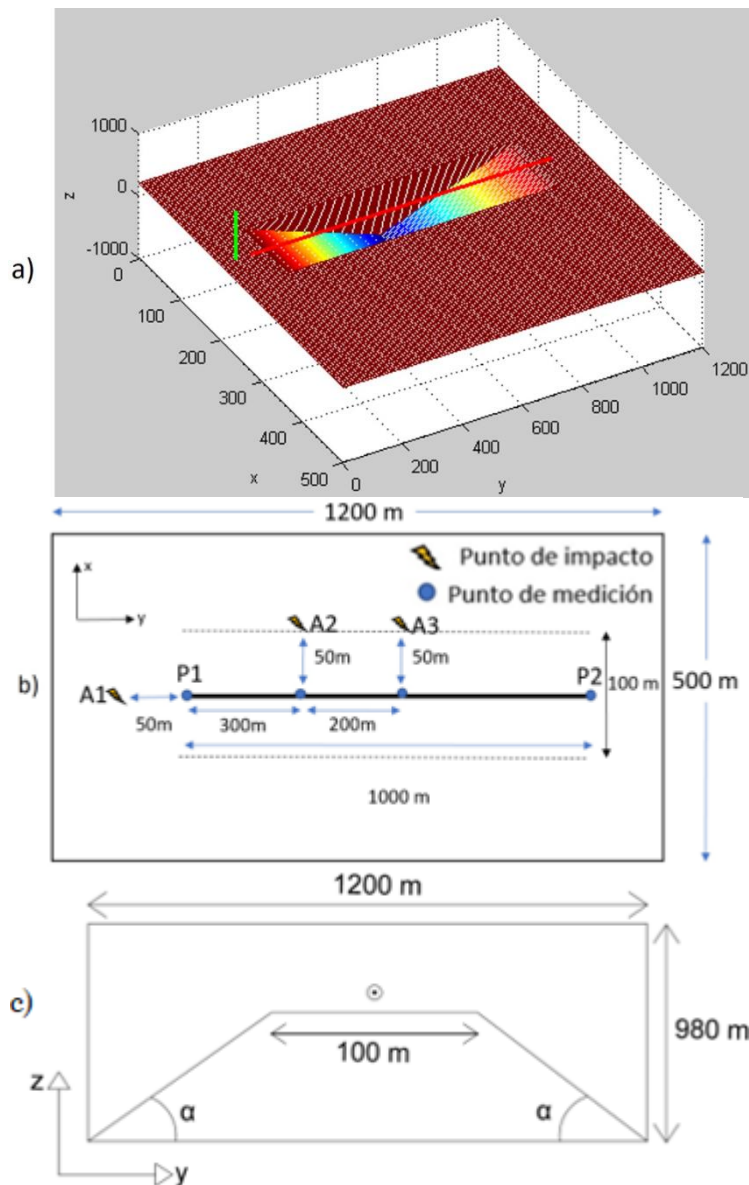 a)
1000
0
-1000
z
0
100
200
300
400
500
x
0
200
400
600
800
1000
1200
y
1200 m
b)
x
y
Punto de impacto
Punto de medición
A2
A3
50m
50m
P1
P2
A1
50m
300m
200m
100 m
500 m
1000 m
1200 m
c)
100 m
980 m
α
α
z
y